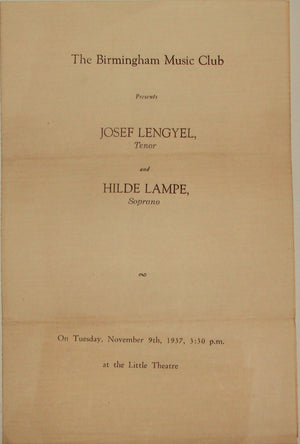 The Birmingham Music Club
Presents
JOSEF LENGYEL,
Tenor
and
HILDE LAMPE,
Soprano
On Tuesday, November 9th, 1937, 3:30 p.m.
at the Little Theatre